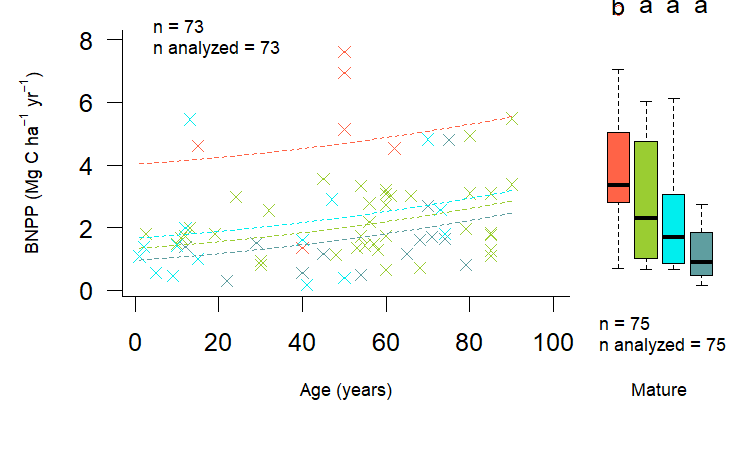 b a a a
n = 73
n analyzed = 73
8
6
4
2
0
BNPP (Mg C ha⁻¹ yr⁻¹)
0 20 40 60 80 100
Age (years)
n = 75
n analyzed = 75
Mature